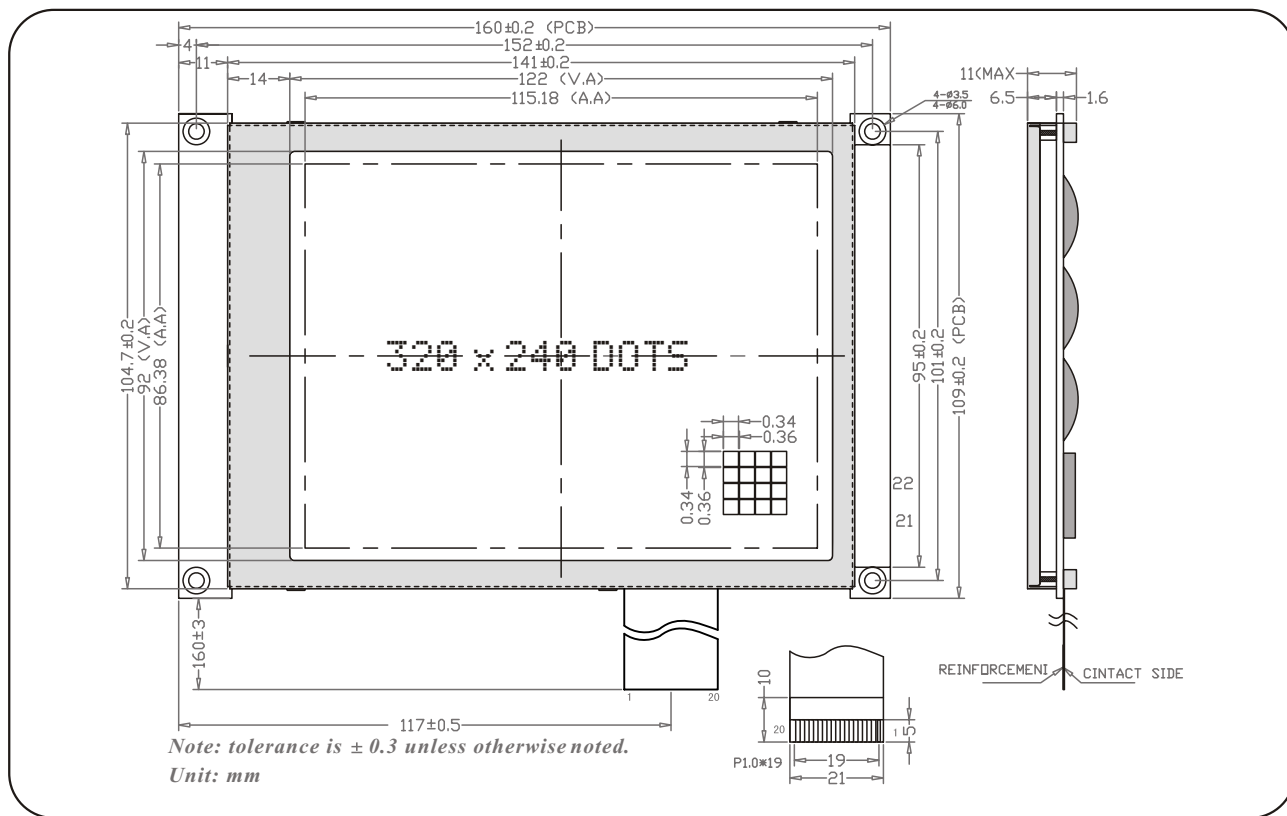 160±0.2 (PCB)
4
152±0.2
11
141±0.2
14
122 (V.A)
115.18 (A.A)
4-ø3.5
4-ø6.0
11(MAX
6.5
1.6
104.7±0.2
92 (V.A)
86.38 (A.A)
320 x 240 DOTS
95±0.2
101±0.2
109±0.2 (PCB)
0.34
0.36
0.34
0.36
22
21
160±3
1
20
117±0.5
10
20
1
5
P1.0*19
19
21
REINFORCEMENI
CINTACT SIDE
Note: tolerance is ± 0.3 unless otherwise noted.
Unit: mm